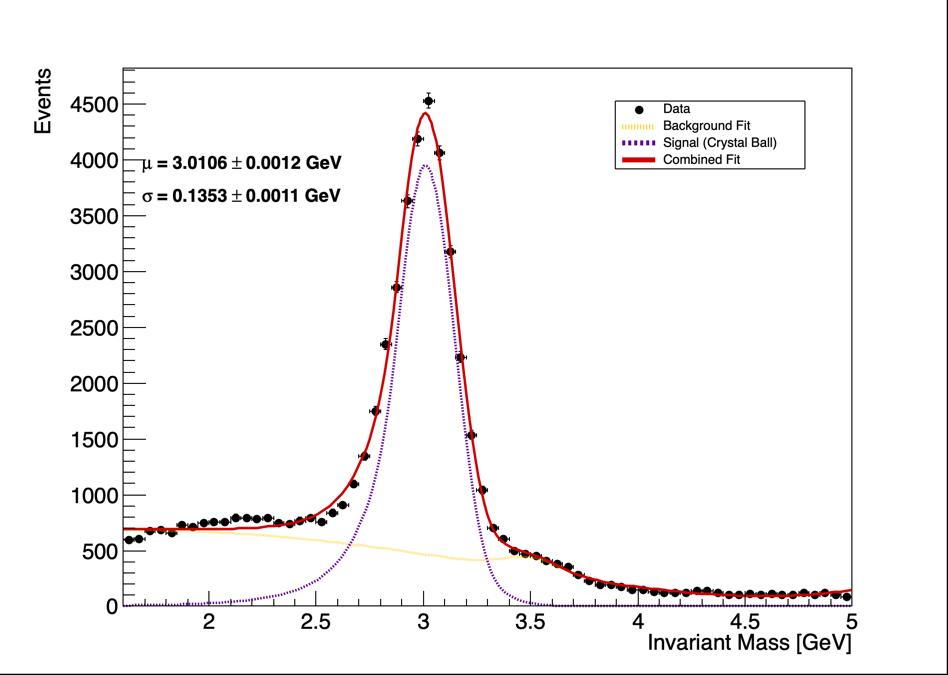 Events
4500
4000
3500
3000
2500
2000
1500
1000
500
0
μ = 3.0106 ± 0.0012 GeV
σ = 0.1353 ± 0.0011 GeV
Data
Background Fit
Signal (Crystal Ball)
Combined Fit
2 2.5 3 3.5 4 4.5 5
Invariant Mass [GeV]